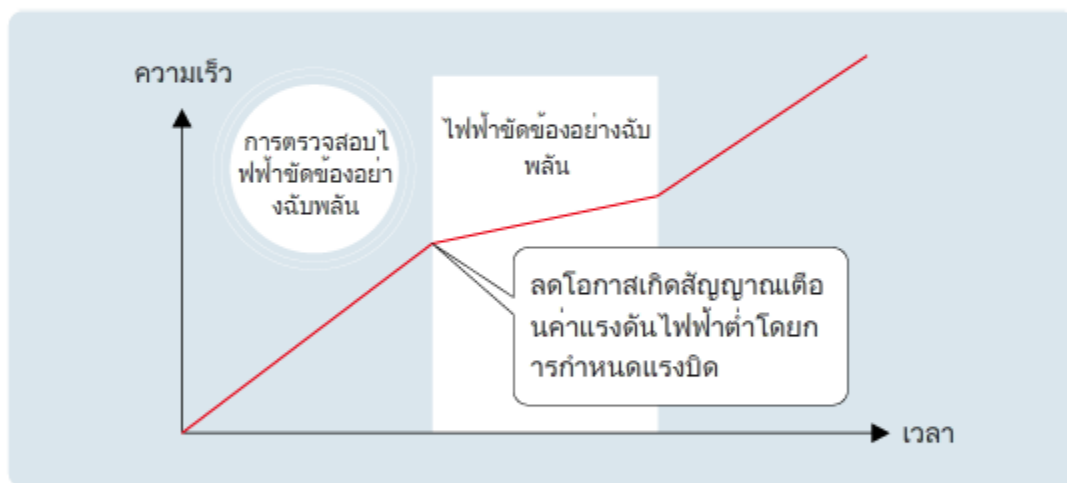 ความเร็ว
การตรวจสอบไ
ฟฟ้าขัดข้องอย่า
งฉับพลัน
ไฟฟ้าขัดข้องอย่างฉับ
พลัน
ลดโอกาสเกิดสัญญาณเตือ
นค่าแรงดันไฟฟ้าต่ำโดยก
ารกำหนดแรงบิด
เวลา